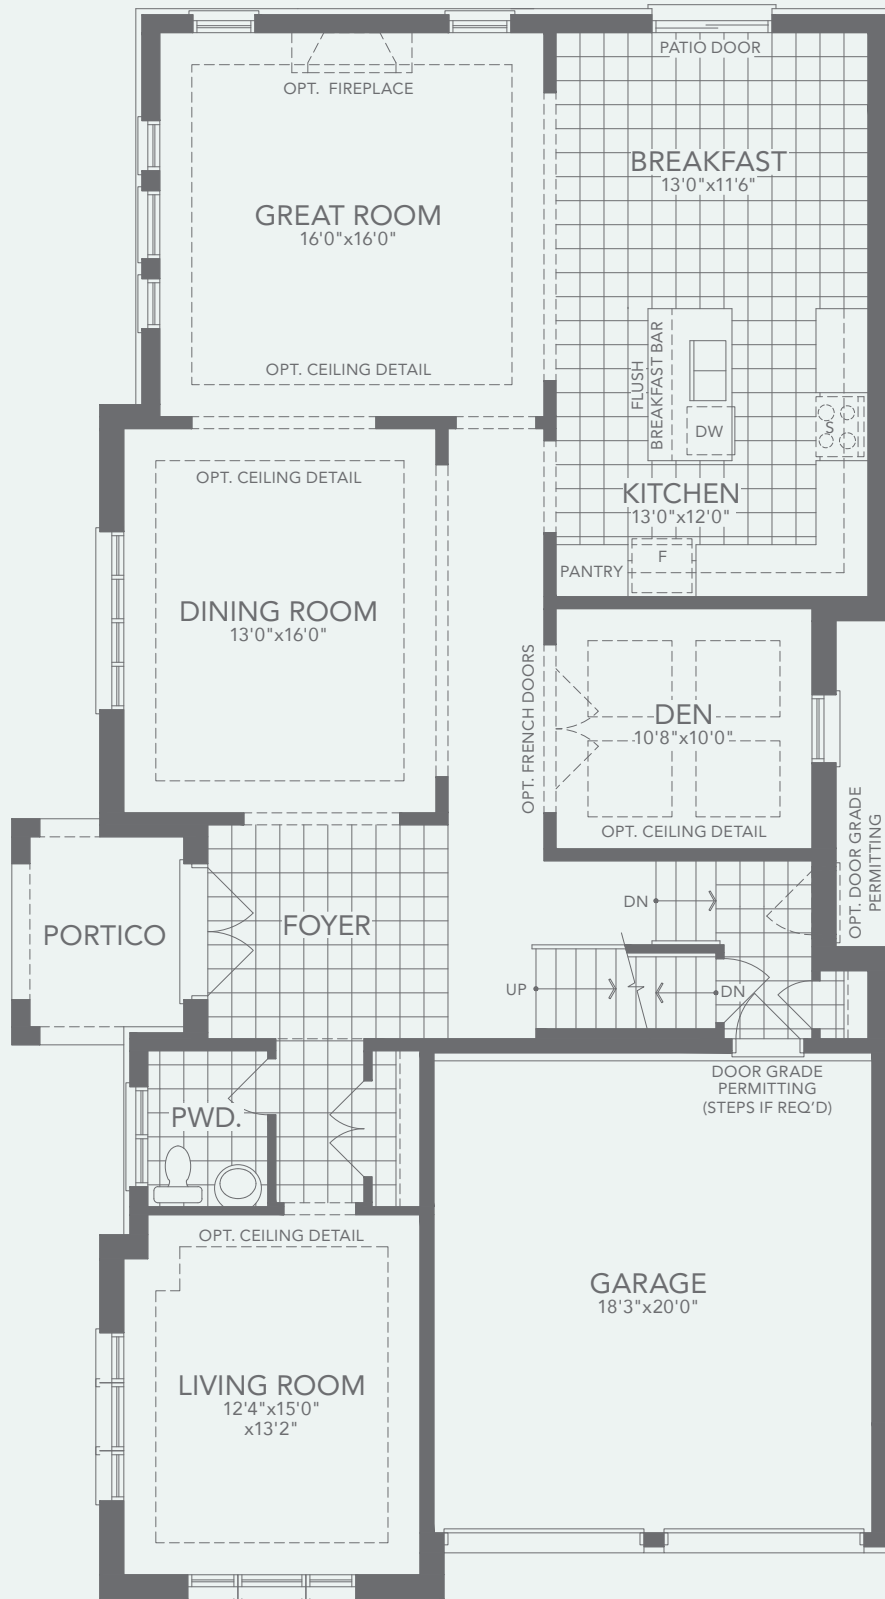 PATIO DOOR
OPT. FIREPLACE
BREAKFAST
13'0"x11'6"
GREAT ROOM
16'0"x16'0"
OPT. CEILING DETAIL
FLUSH
BREAKFAST BAR
DW
S
OPT. CEILING DETAIL
KITCHEN
13'0"x12'0"
F
PANTRY
DINING ROOM
13'0"x16'0"
OPT. FRENCH DOORS
DEN
10'8"x10'0"
OPT. CEILING DETAIL
OPT. DOOR GRADE
PERMITTING
DN
PORTICO
FOYER
UP
DN
DOOR GRADE
PERMITTING
(STEPS IF REQ'D)
PWD.
OPT. CEILING DETAIL
GARAGE
18'3"x20'0"
LIVING ROOM
12'4"x15'0"
x13'2"